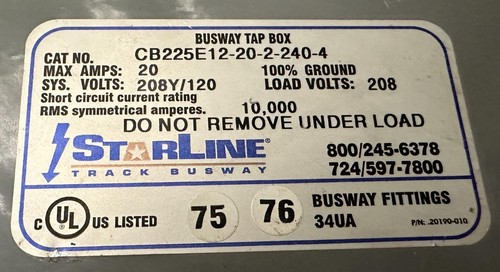 BUSWAY TAP BOX
CAT NO. CB225E12-20-2-240-4
MAX AMPS: 20 100% GROUND
SYS. VOLTS: 208Y/120 LOAD VOLTS: 208
Short circuit current rating
RMS symmetrical amperes. 10,000
DO NOT REMOVE UNDER LOAD
STARLINE® 800/245-6378
TRACK BUSWAY 724/597-7800
C UL® US LISTED 75 76 BUSWAY FITTINGS
34UA P/N: .20190-010